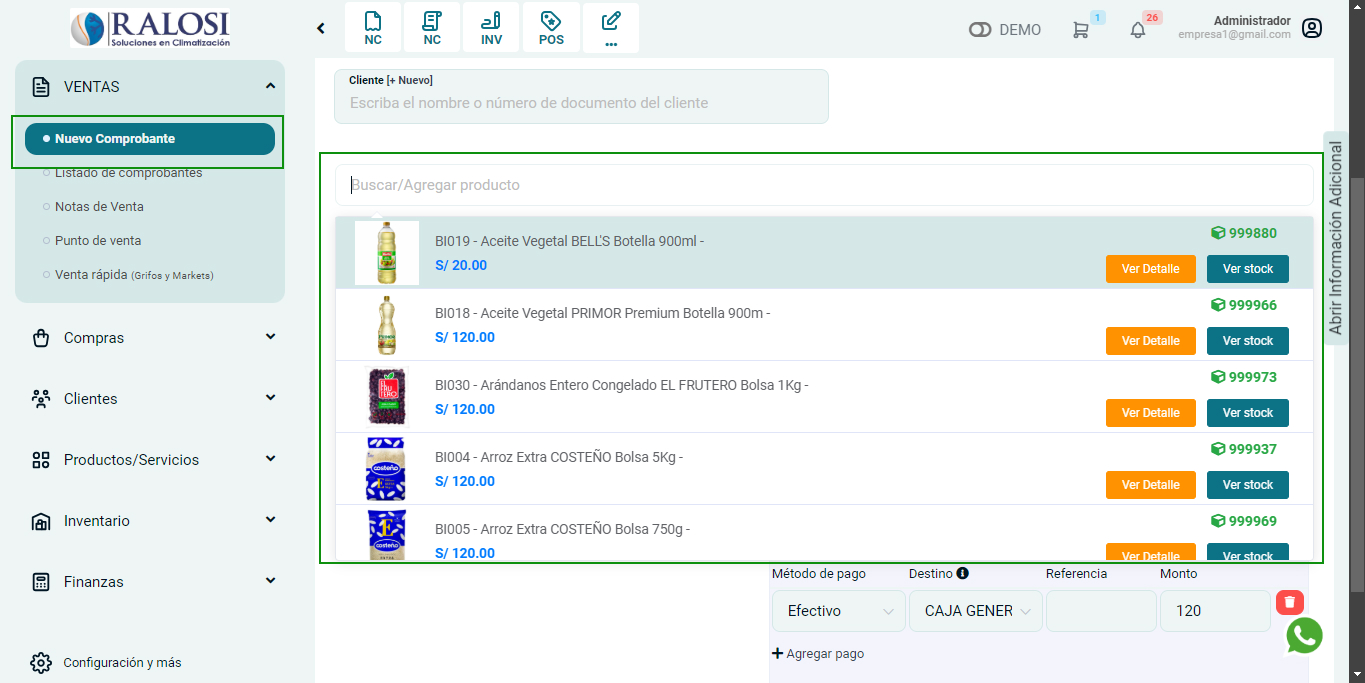 RALOSI
Soluciones en Climatización
NC
NC
INV
POS
...
DEMO
1
26
Administrador
empresa1@gmail.com
VENTAS
Nuevo Comprobante
Listado de comprobantes
Notas de Venta
Punto de venta
Venta rápida (Grifos y Markets)
Compras
Clientes
Productos/Servicios
Inventario
Finanzas
Configuración y más
Cliente [+ Nuevo]
Escriba el nombre o número de documento del cliente
Buscar/Agregar producto
BI019 - Aceite Vegetal BELL'S Botella 900ml -
S/ 20.00
999880
Ver Detalle
Ver stock
BI018 - Aceite Vegetal PRIMOR Premium Botella 900m -
S/ 120.00
999966
Ver Detalle
Ver stock
BI030 - Arándanos Entero Congelado EL FRUTERO Bolsa 1Kg -
S/ 120.00
999973
Ver Detalle
Ver stock
BI004 - Arroz Extra COSTEÑO Bolsa 5Kg -
S/ 120.00
999937
Ver Detalle
Ver stock
BI005 - Arroz Extra COSTEÑO Bolsa 750g -
S/ 120.00
999969
Ver Detalle
Ver stock
Abrir Información Adicional
Método de pago
Destino
Referencia
Monto
Efectivo
CAJA GENER
120
Agregar pago